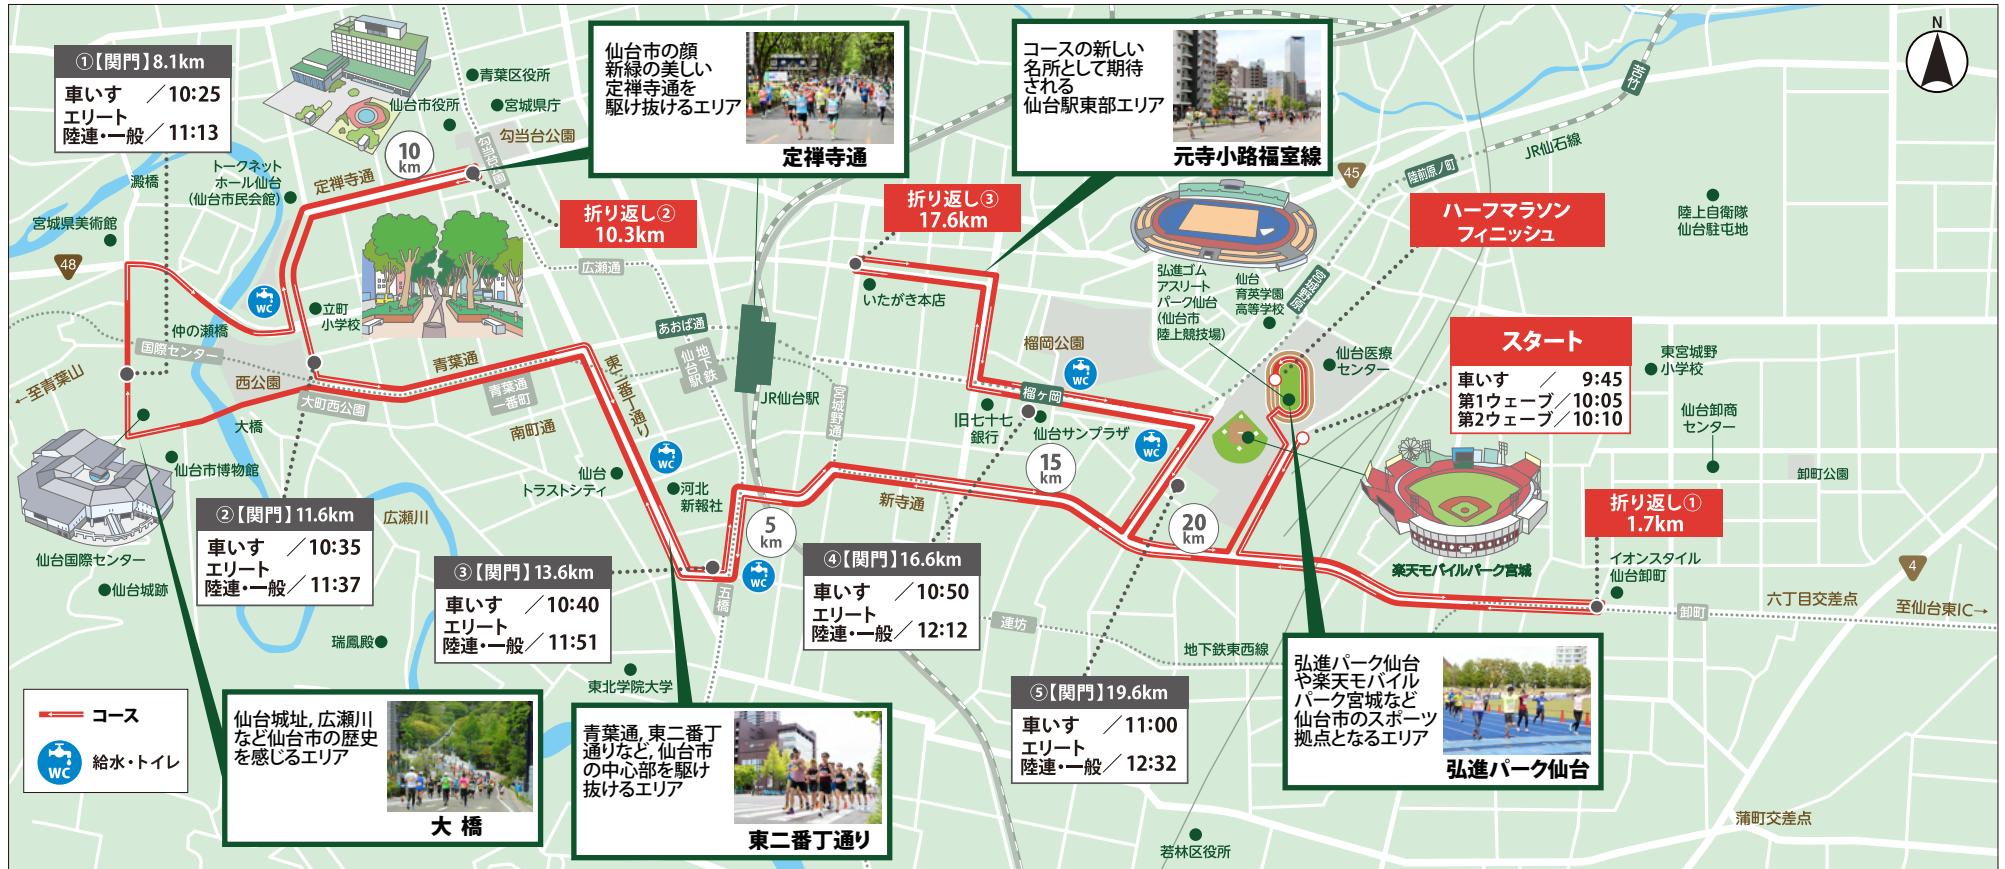 ①【関門】8.1km
車いす ／10:25
エリート
陸連・一般／11:13
澱橋
トークネット
ホール仙台
(仙台市民会館)
宮城県美術館
48
仲の瀬橋
国際センター
←至青葉山
西公園
大橋
仙台市博物館
仙台国際センター
仙台城跡
瑞鳳殿
広瀬川
青葉区役所
仙台市役所
宮城県庁
勾当台公園
勾当台公園
10
km
定禅寺通
立町
小学校
大町西公園
青葉通
青葉通
一番町
南町通
東二番丁通り
仙台
トラストシティ
河北
新報社
広瀬通
あおば通
地下鉄
仙台駅
JR仙台駅
宮城野通
五橋
5
km
連坊
新寺通
東北学院大学
仙台市の顔
新緑の美しい
定禅寺通を
駆け抜けるエリア
定禅寺通
コースの新しい
名所として期待
される
仙台駅東部エリア
元寺小路福室線
折り返し②
10.3km
折り返し③
17.6km
いたがき本店
榴岡公園
榴ヶ岡
旧七十七
銀行
仙台サンプラザ
15
km
20
km
45
陸前原ノ町
苦竹
JR仙石線
宮城野原
弘進ゴム
アスリート
パーク仙台
(仙台市
陸上競技場)
仙台
育英学園
高等学校
仙台医療
センター
陸上自衛隊
仙台駐屯地
ハーフマラソン
フィニッシュ
スタート
車いす ／ 9:45
第1ウェーブ／10:05
第2ウェーブ／10:10
東宮城野
小学校
仙台卸商
センター
卸町公園
楽天モバイルパーク宮城
折り返し①
1.7km
イオンスタイル
仙台卸町
4
卸町
六丁目交差点
至仙台東IC→
地下鉄東西線
蒲町交差点
若林区役所
②【関門】11.6km
車いす ／10:35
エリート
陸連・一般／11:37
③【関門】13.6km
車いす ／10:40
エリート
陸連・一般／11:51
④【関門】16.6km
車いす ／10:50
エリート
陸連・一般／12:12
⑤【関門】19.6km
車いす ／11:00
エリート
陸連・一般／12:32
コース
WC
給水・トイレ
仙台城址，広瀬川
など仙台市の歴史
を感じるエリア
大 橋
青葉通，東二番丁
通りなど，仙台市
の中心部を駆け
抜けるエリア
東二番丁通り
弘進パーク仙台
や楽天モバイル
パーク宮城など
仙台市のスポーツ
拠点となるエリア
弘進パーク仙台
WC
WC
WC
WC
WC
N